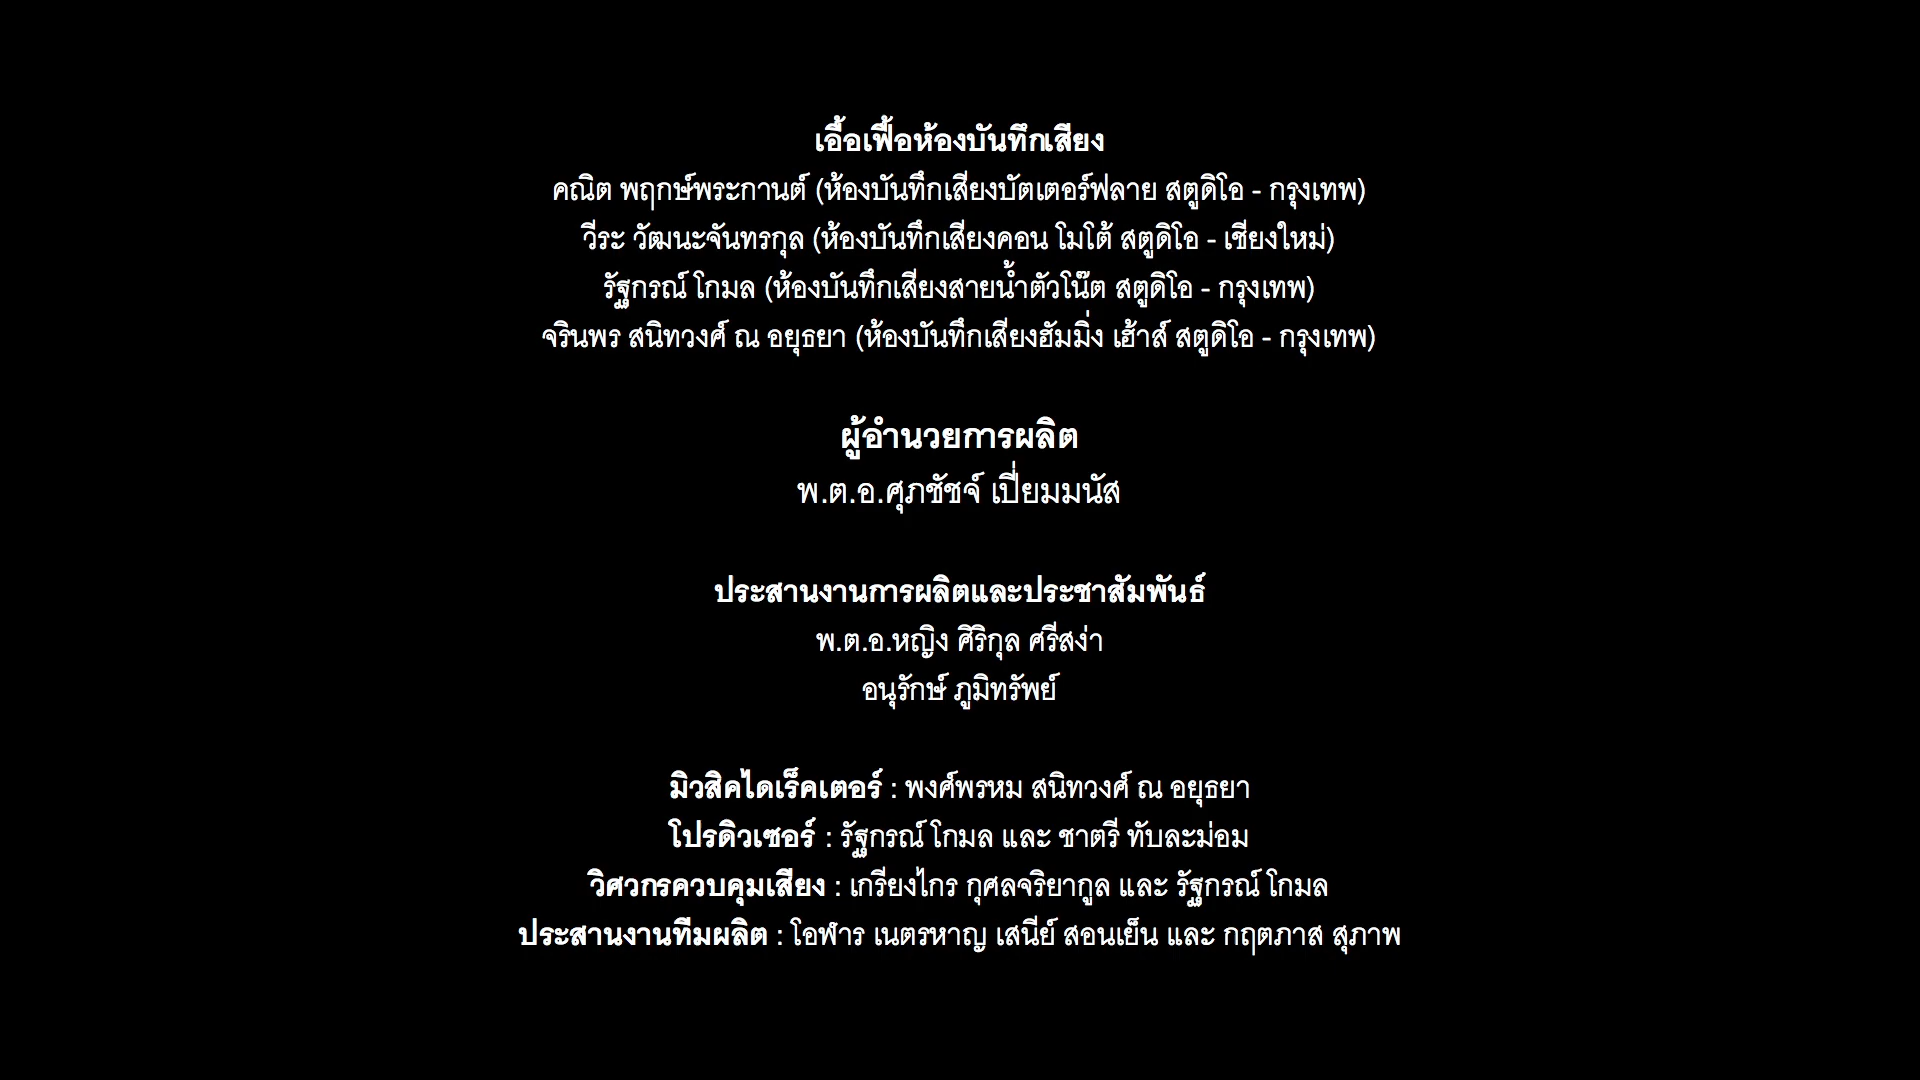 เอื้อเฟื้อห้องบันทึกเสียง
คณิต พฤกษ์พระกานต์ (ห้องบันทึกเสียงบัตเตอร์ฟลาย สตูดิโอ - กรุงเทพ)
วีระ วัฒนะจันทรกุล (ห้องบันทึกเสียงคอน โมโต้ สตูดิโอ - เชียงใหม่)
รัฐกรณ์ โกมล (ห้องบันทึกเสียงสายน้ำตัวโน๊ต สตูดิโอ - กรุงเทพ)
จรินพร สนิทวงศ์ ณ อยุธยา (ห้องบันทึกเสียงฮัมมิ่ง เฮ้าส์ สตูดิโอ - กรุงเทพ)
ผู้อำนวยการผลิต
พ.ต.อ.ศุภชัชจ์ เปี่ยมมนัส
ประสานงานการผลิตและประชาสัมพันธ์
พ.ต.อ.หญิง ศิริกุล ศรีสง่า
อนุรักษ์ ภูมิทรัพย์
มิวสิคไดเร็คเตอร์ : พงศ์พรหม สนิทวงศ์ ณ อยุธยา
โปรดิวเซอร์ : รัฐกรณ์ โกมล และ ชาตรี ทับละม่อม
วิศวกรควบคุมเสียง : เกรียงไกร กุศลจริยากูล และ รัฐกรณ์ โกมล
ประสานงานทีมผลิต : โอฬาร เนตรหาญ เสนีย์ สอนเย็น และ กฤตภาส สุภาพ